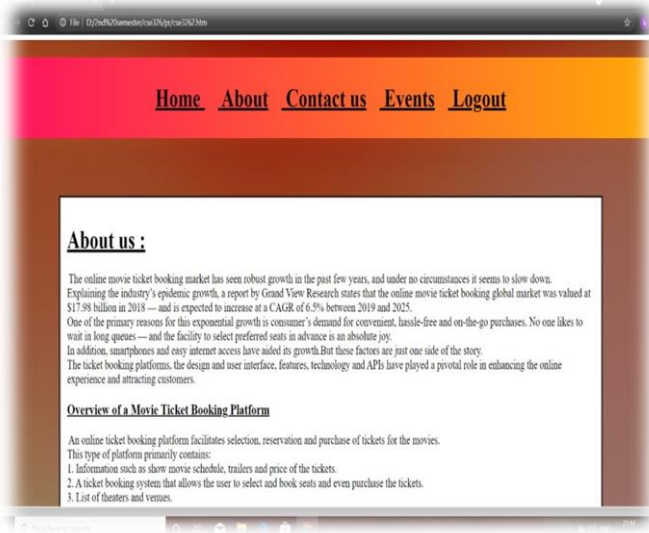 File D:/2nd%20semester/cse326/pr/cse3262.htm
Home About Contact us Events Logout
About us :
The online movie ticket booking market has seen robust growth in the past few years, and under no circumstances it seems to slow down.
Explaining the industry's epidemic growth, a report by Grand View Research states that the online movie ticket booking global market was valued at
$17.98 billion in 2018 — and is expected to increase at a CAGR of 6.5% between 2019 and 2025.
One of the primary reasons for this exponential growth is consumer's demand for convenient, hassle-free and on-the-go purchases. No one likes to
wait in long queues — and the facility to select preferred seats in advance is an absolute joy.
In addition, smartphones and easy internet access have aided its growth.But these factors are just one side of the story.
The ticket booking platforms, the design and user interface, features, technology and APIs have played a pivotal role in enhancing the online
experience and attracting customers.
Overview of a Movie Ticket Booking Platform
An online ticket booking platform facilitates selection, reservation and purchase of tickets for the movies.
This type of platform primarily contains:
1. Information such as show movie schedule, trailers and price of the tickets.
2. A ticket booking system that allows the user to select and book seats and even purchase the tickets.
3. List of theaters and venues.